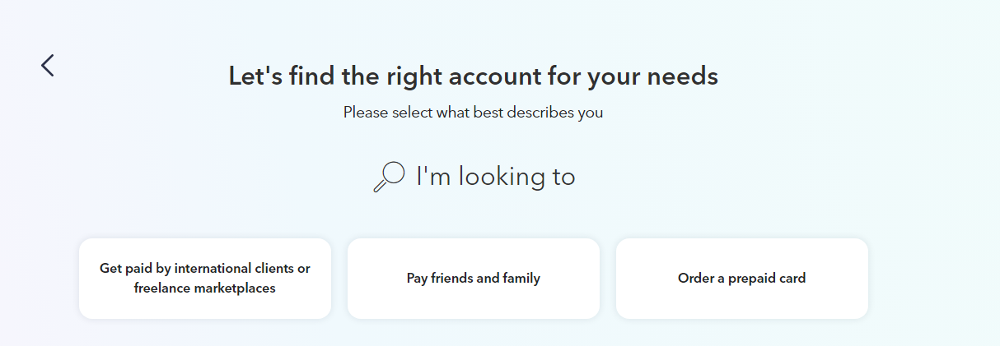 Let's find the right account for your needs
Please select what best describes you
I'm looking to
Get paid by international clients or
freelance marketplaces
Pay friends and family
Order a prepaid card